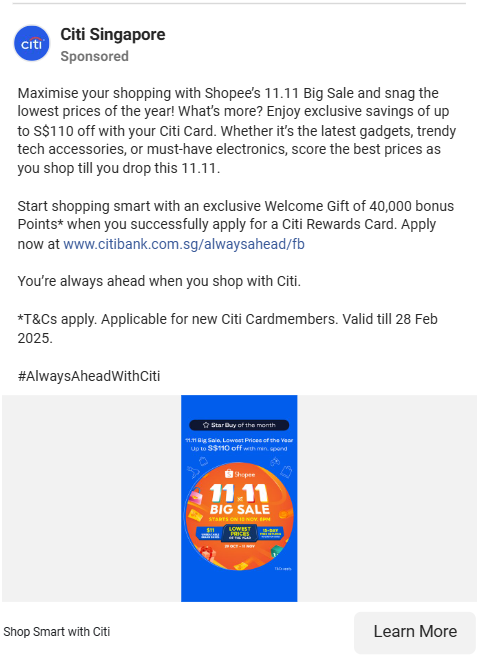 citi
Citi Singapore
Sponsored
Maximise your shopping with Shopee’s 11.11 Big Sale and snag the
lowest prices of the year! What’s more? Enjoy exclusive savings of up
to S$110 off with your Citi Card. Whether it’s the latest gadgets, trendy
tech accessories, or must-have electronics, score the best prices as
you shop till you drop this 11.11.
Start shopping smart with an exclusive Welcome Gift of 40,000 bonus
Points* when you successfully apply for a Citi Rewards Card. Apply
now at www.citibank.com.sg/alwaysahead/fb
You’re always ahead when you shop with Citi.
*T&Cs apply. Applicable for new Citi Cardmembers. Valid till 28 Feb
2025.
#AlwaysAheadWithCiti
Star Buy of the month
11.11 Big Sale, Lowest Prices of the Year
Up to S$110 off with min. spend
Shopee
11.11
BIG SALE
STARTS ON 10 NOV, 8PM
$11
LOWEST
PRICES
OF THE YEAR
15-DAY
Shop Smart with Citi
Learn More